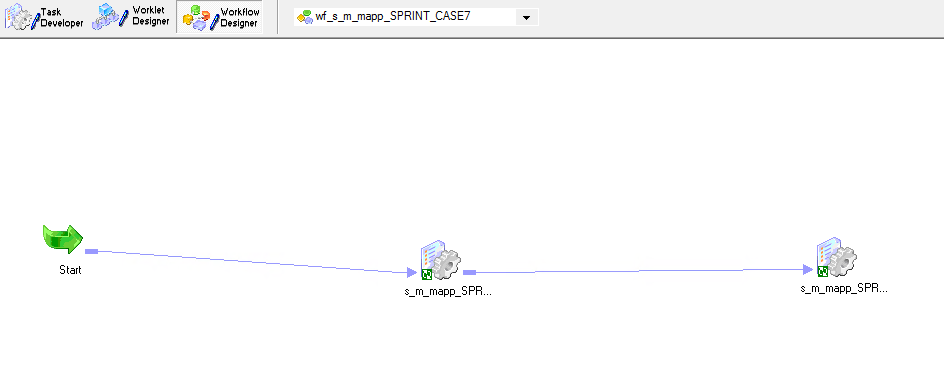 Task
Developer
Worklet
Designer
Workflow
Designer
wf_s_m_mapp_SPRINT_CASE7
Start
s_m_mapp_SPR...
s_m_mapp_SPR...